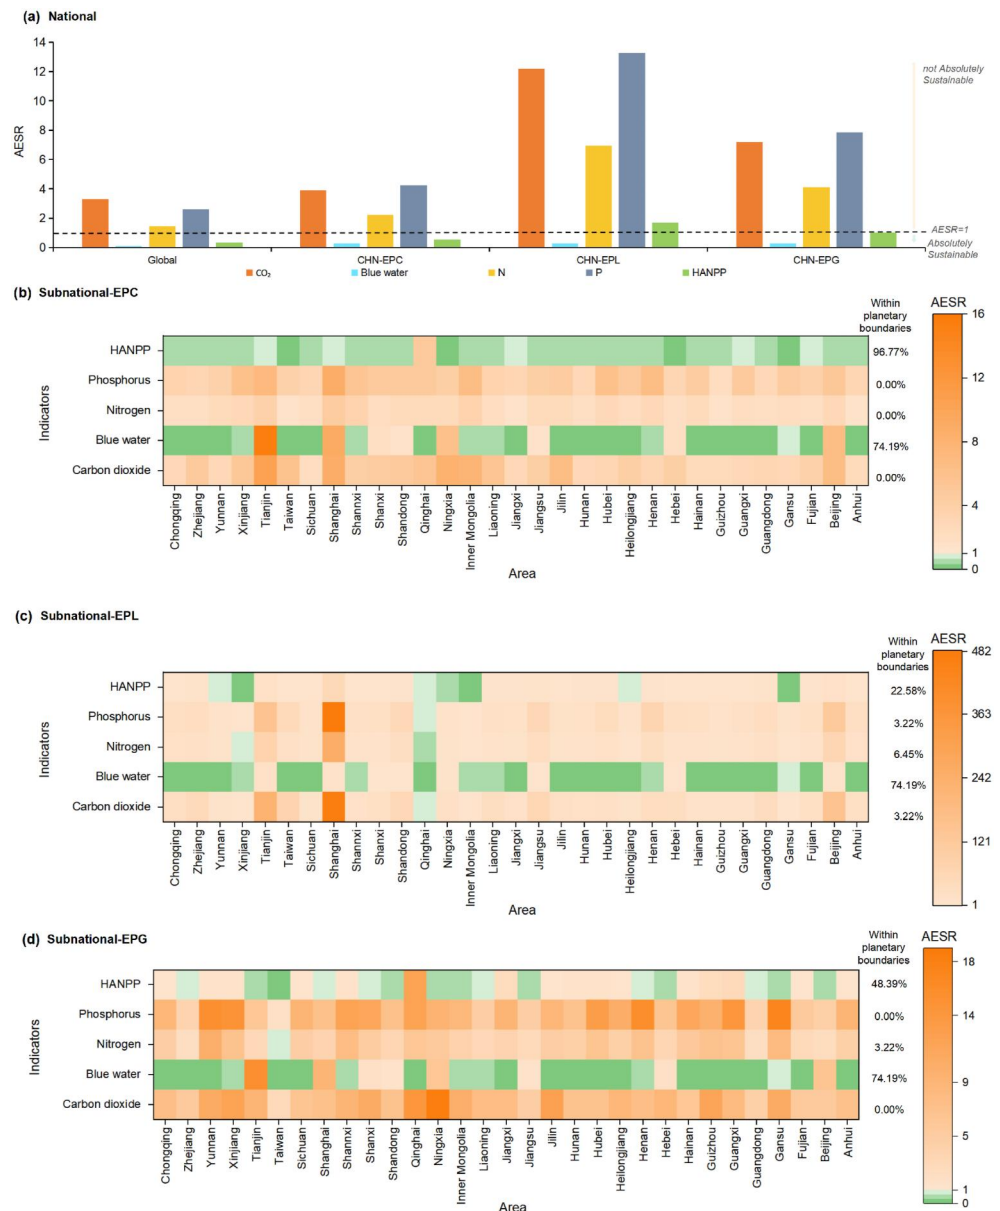 (a) National
14
12
10
8
6
4
2
0
AESR
not Absolutely
Sustainable
AESR=1
Absolutely
Sustainable
Global CHN-EPC CHN-EPL CHN-EPG
CO₂ Blue water N P HANPP
(b) Subnational-EPC
Within
planetary
boundaries
AESR
Indicators
HANPP 96.77%
Phosphorus 0.00%
Nitrogen 0.00%
Blue water 74.19%
Carbon dioxide 0.00%
16
12
8
4
1
0
Chongqing Zhejiang Yunnan Xinjiang Tianjin Taiwan Sichuan Shanghai Shannxi Shanxi Shandong Qinghai Ningxia Inner Mongolia Liaoning Jiangxi Jiangsu Jilin Hunan Hubei Heilongjiang Henan Hebei Hainan Guizhou Guangxi Guangdong Gansu Fujian Beijing Anhui
Area
(c) Subnational-EPL
Within
planetary
boundaries
AESR
Indicators
HANPP 22.58%
Phosphorus 3.22%
Nitrogen 6.45%
Blue water 74.19%
Carbon dioxide 3.22%
482
363
242
121
1
Chongqing Zhejiang Yunnan Xinjiang Tianjin Taiwan Sichuan Shanghai Shannxi Shanxi Shandong Qinghai Ningxia Inner Mongolia Liaoning Jiangxi Jiangsu Jilin Hunan Hubei Heilongjiang Henan Hebei Hainan Guizhou Guangxi Guangdong Gansu Fujian Beijing Anhui
Area
(d) Subnational-EPG
Within
planetary
boundaries
AESR
Indicators
HANPP 48.39%
Phosphorus 0.00%
Nitrogen 3.22%
Blue water 74.19%
Carbon dioxide 0.00%
18
14
9
5
1
0
Chongqing Zhejiang Yunnan Xinjiang Tianjin Taiwan Sichuan Shanghai Shannxi Shanxi Shandong Qinghai Ningxia Inner Mongolia Liaoning Jiangxi Jiangsu Jilin Hunan Hubei Heilongjiang Henan Hebei Hainan Guizhou Guangxi Guangdong Gansu Fujian Beijing Anhui
Area